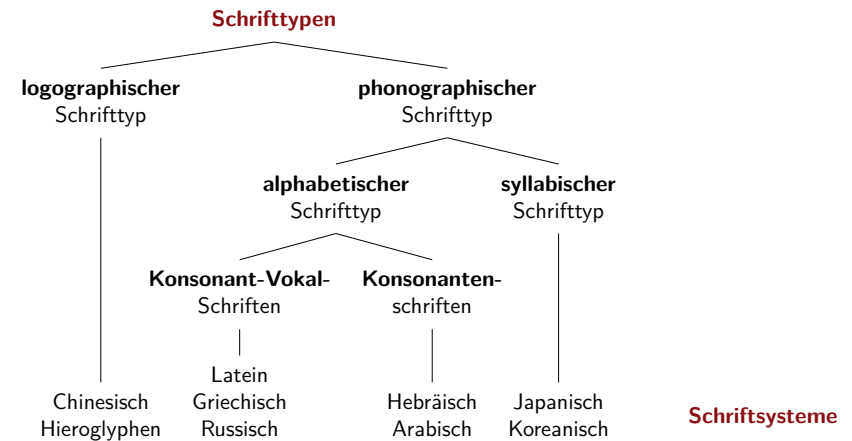 Schrifttypen
logographischer
Schrifttyp
phonographischer
Schrifttyp
alphabetischer
Schrifttyp
syllabischer
Schrifttyp
Konsonant-Vokal-
Schriften
Konsonanten-
schriften
Chinesisch
Hieroglyphen
Latein
Griechisch
Russisch
Hebräisch
Arabisch
Japanisch
Koreanisch
Schriftsysteme